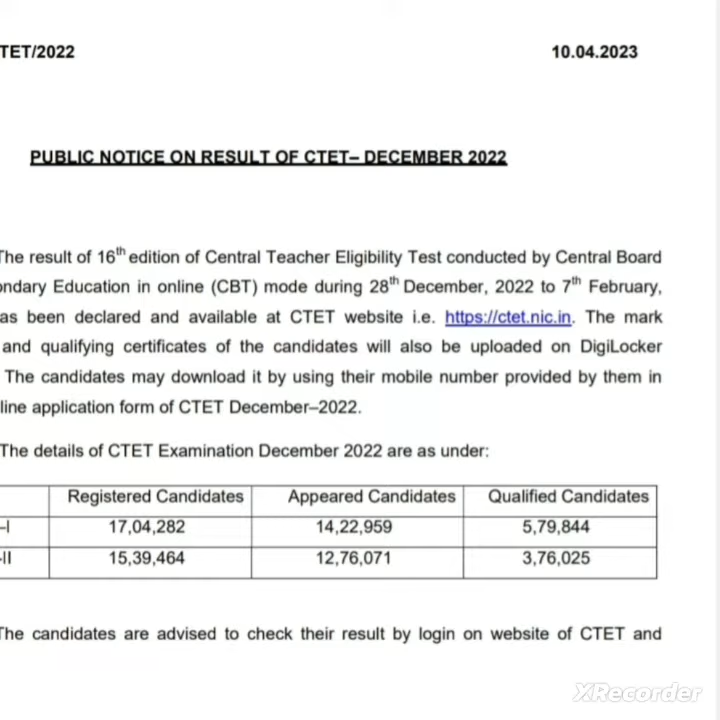 TET/2022 10.04.2023
PUBLIC NOTICE ON RESULT OF CTET– DECEMBER 2022
The result of 16th edition of Central Teacher Eligibility Test conducted by Central Board
ondary Education in online (CBT) mode during 28th December, 2022 to 7th February,
as been declared and available at CTET website i.e. https://ctet.nic.in. The mark
and qualifying certificates of the candidates will also be uploaded on DigiLocker
The candidates may download it by using their mobile number provided by them in
line application form of CTET December–2022.
The details of CTET Examination December 2022 are as under:
Registered Candidates Appeared Candidates Qualified Candidates
-I 17,04,282 14,22,959 5,79,844
-II 15,39,464 12,76,071 3,76,025
The candidates are advised to check their result by login on website of CTET and
XRecorder